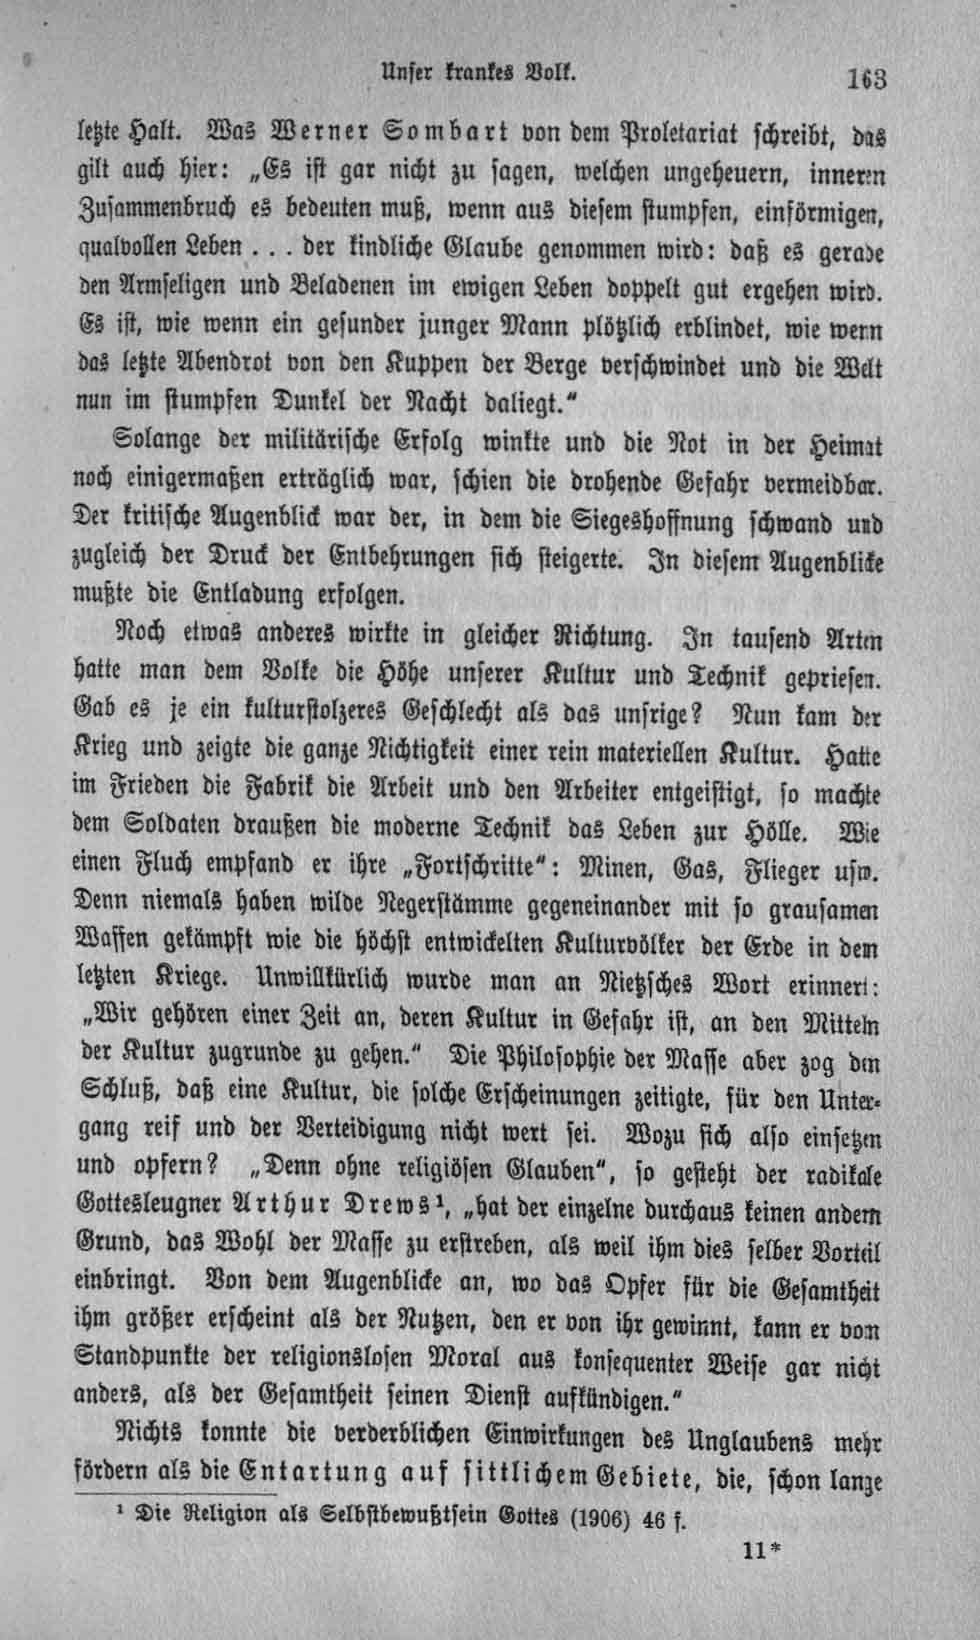 Unser krankes Volk. 163
letzte Halt. Was Werner Sombart von dem Proletariat schreibt, das
gilt auch hier: „Es ist gar nicht zu sagen, welchen ungeheuern, inneren
Zusammenbruch es bedeuten muß, wenn aus diesem stumpfen, einförmigen,
qualvollen Leben . . . der kindliche Glaube genommen wird: daß es gerade
den Armseligen und Beladenen im ewigen Leben doppelt gut ergehen wird.
Es ist, wie wenn ein gesunder junger Mann plötzlich erblindet, wie wenn
das letzte Abendrot von den Kuppen der Berge verschwindet und die Welt
nun im stumpfen Dunkel der Nacht daliegt.“
Solange der militärische Erfolg winkte und die Not in der Heimat
noch einigermaßen erträglich war, schien die drohende Gefahr vermeidbar.
Der kritische Augenblick war der, in dem die Siegeshoffnung schwand und
zugleich der Druck der Entbehrungen sich steigerte. In diesem Augenblicke
mußte die Entladung erfolgen.
Noch etwas anderes wirkte in gleicher Richtung. In tausend Arten
hatte man dem Volke die Höhe unserer Kultur und Technik gepriesen.
Gab es je ein kulturstolzeres Geschlecht als das unsrige? Nun kam der
Krieg und zeigte die ganze Nichtigkeit einer rein materiellen Kultur. Hatte
im Frieden die Fabrik die Arbeit und den Arbeiter entgeistigt, so machte
dem Soldaten draußen die moderne Technik das Leben zur Hölle. Wie
einen Fluch empfand er ihre „Fortschritte“: Minen, Gas, Flieger usw.
Denn niemals haben wilde Negerstämme gegeneinander mit so grausamen
Waffen gekämpft wie die höchst entwickelten Kulturvölker der Erde in dem
letzten Kriege. Unwillkürlich wurde man an Nietzsches Wort erinnert:
„Wir gehören einer Zeit an, deren Kultur in Gefahr ist, an den Mitteln
der Kultur zugrunde zu gehen.“ Die Philosophie der Masse aber zog den
Schluß, daß eine Kultur, die solche Erscheinungen zeitigte, für den Unter-
gang reif und der Verteidigung nicht wert sei. Wozu sich also einsetzen
und opfern? „Denn ohne religiösen Glauben“, so gesteht der radikale
Gottesleugner Arthur Drews¹, „hat der einzelne durchaus keinen andern
Grund, das Wohl der Masse zu erstreben, als weil ihm dies selber Vorteil
einbringt. Von dem Augenblicke an, wo das Opfer für die Gesamtheit
ihm größer erscheint als der Nutzen, den er von ihr gewinnt, kann er vom
Standpunkte der religionslosen Moral aus konsequenter Weise gar nicht
anders, als der Gesamtheit seinen Dienst aufkündigen.“
Nichts konnte die verderblichen Einwirkungen des Unglaubens mehr
fördern als die Entartung auf sittlichem Gebiete, die, schon lange
¹ Die Religion als Selbstbewußtsein Gottes (1906) 46 f.
11*